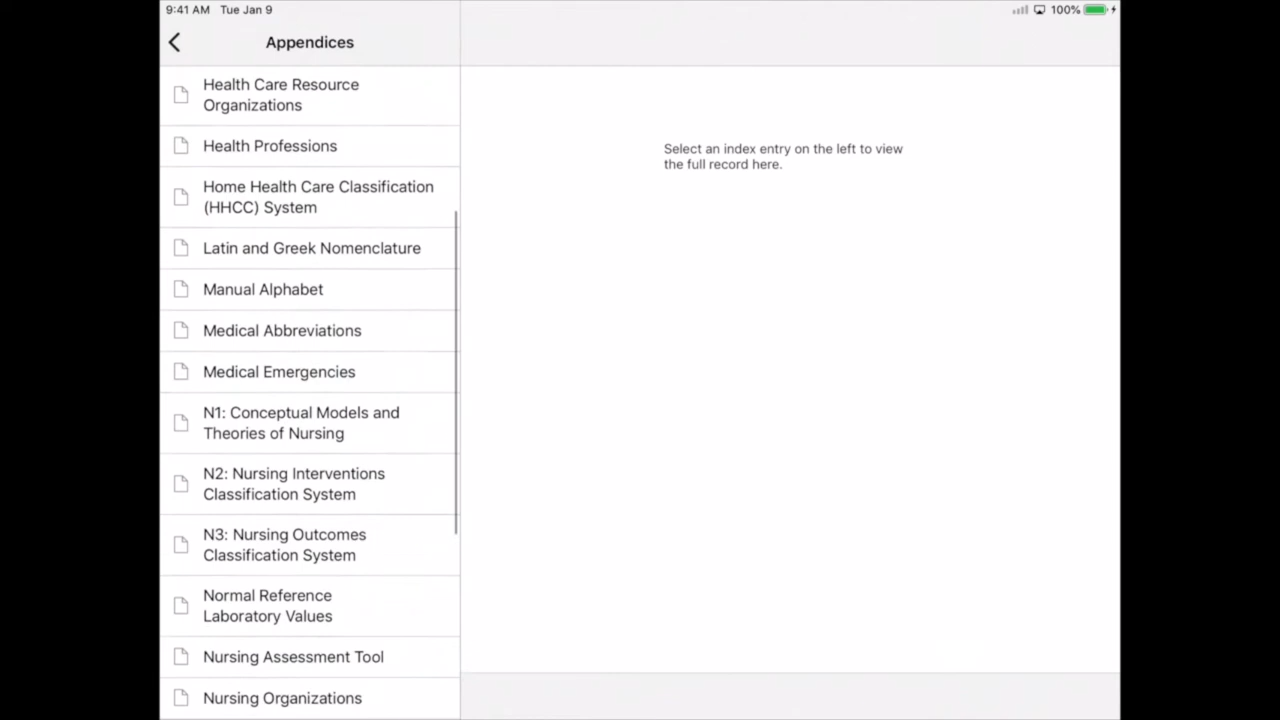 9:41 AM Tue Jan 9
100%
Appendices
Health Care Resource
Organizations
Health Professions
Home Health Care Classification
(HHCC) System
Latin and Greek Nomenclature
Manual Alphabet
Medical Abbreviations
Medical Emergencies
N1: Conceptual Models and
Theories of Nursing
N2: Nursing Interventions
Classification System
N3: Nursing Outcomes
Classification System
Normal Reference
Laboratory Values
Nursing Assessment Tool
Nursing Organizations
Select an index entry on the left to view
the full record here.